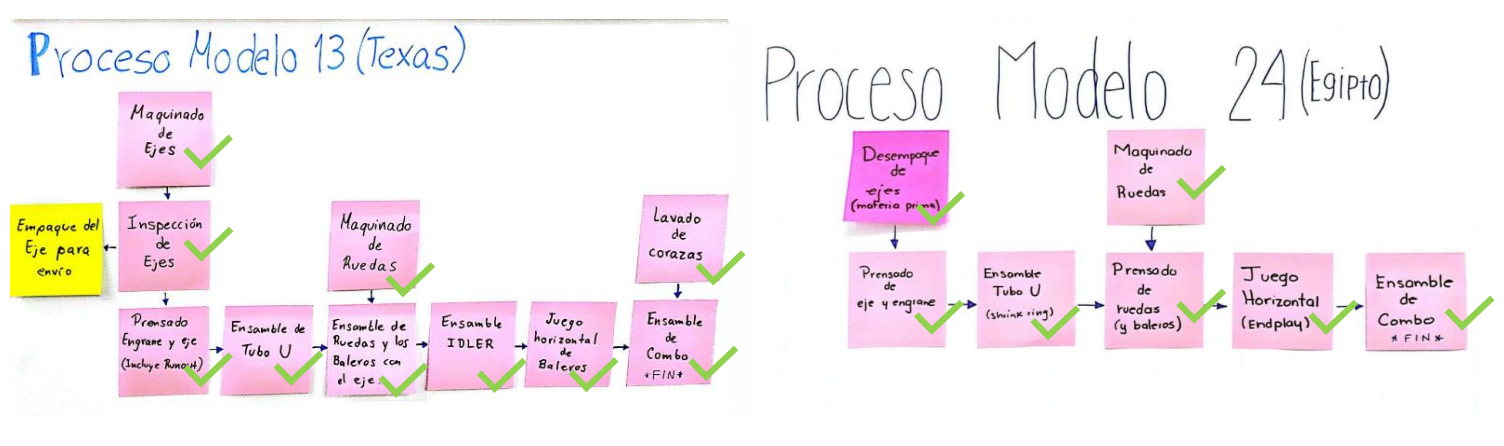 Proceso Modelo 13 (Texas)
Maquinado
de
Ejes
Empaque del
Eje para
envío
Inspección
de
Ejes
Maquinado
de
Ruedas
Lavado
de
corazas
Prensado
Engrane y eje
(Incluye Runout)
Ensamble de
Tubo U
Ensamble de
Ruedas y los
Baleros con
el eje.
Ensamble
IDLER
Juego
horizontal
de
Baleros
Ensamble
de
Combo
*FIN*
Proceso Modelo 24 (Egipto)
Desempaque
de
ejes
(materia prima)
Maquinado
de
Ruedas
Prensado
de
eje y engrane
Ensamble
Tubo U
(shrink ring)
Prensado
de
ruedas
(y baleros)
Juego
Horizontal
(Endplay)
Ensamble
de
Combo
*FIN*